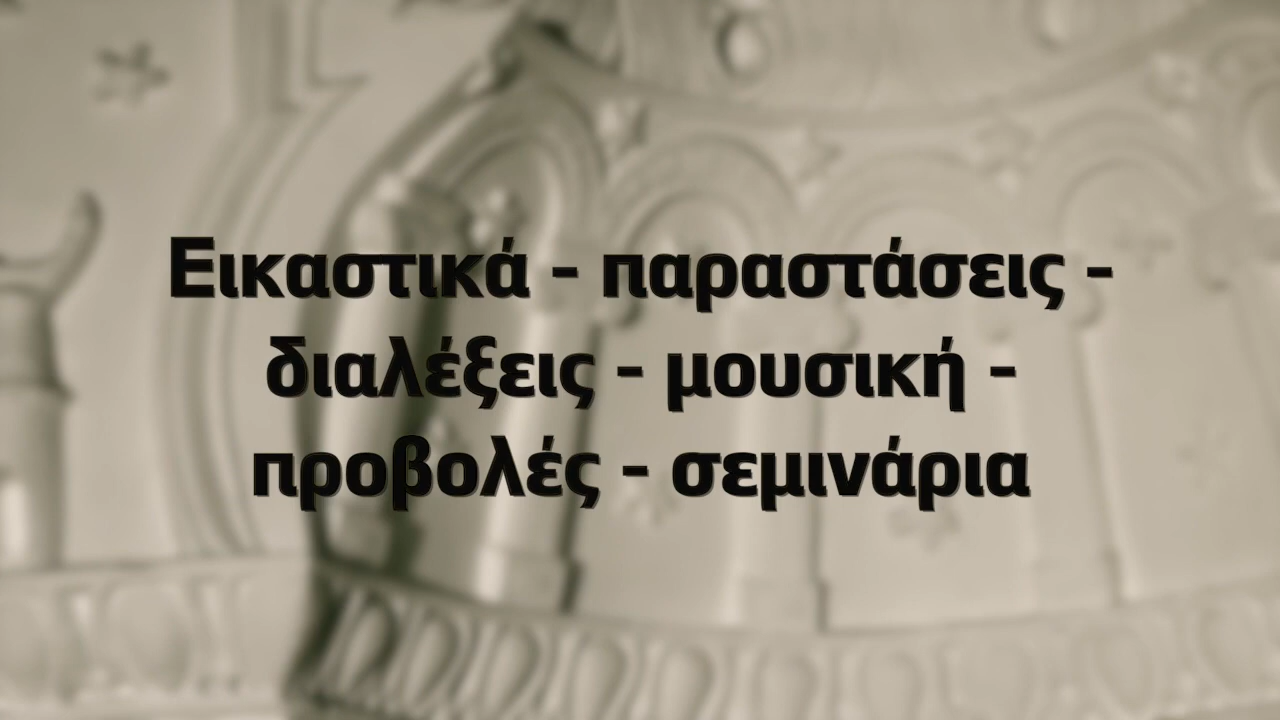 Εικαστικά - παραστάσεις -
διαλέξεις - μουσική -
προβολές - σεμινάρια